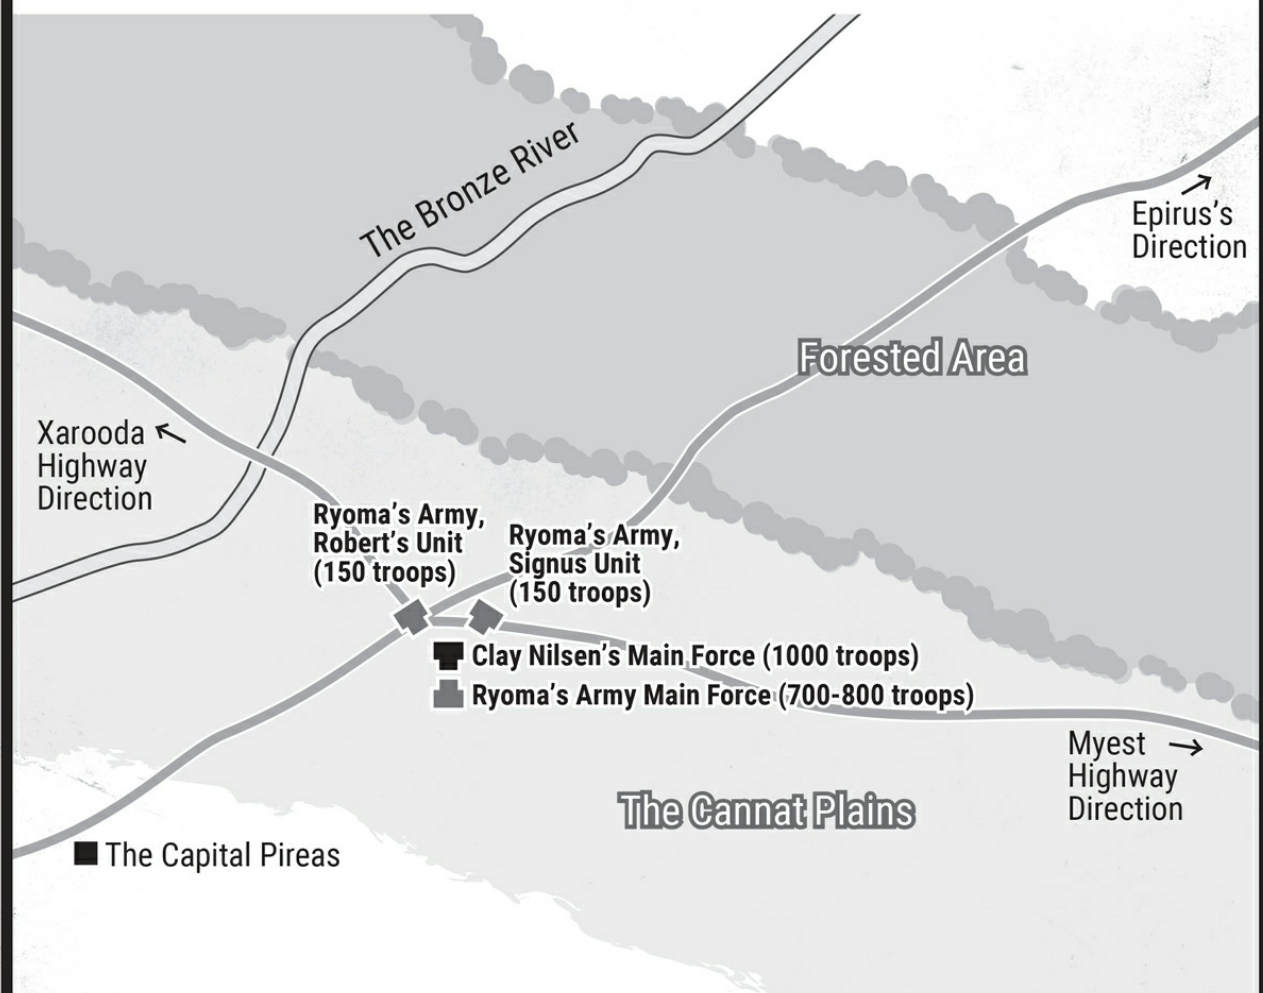 The Bronze River
Epirus's
Direction
Forested Area
Xarooda
Highway
Direction
Ryoma's Army,
Robert's Unit
(150 troops)
Ryoma's Army,
Signus Unit
(150 troops)
Clay Nilsen's Main Force (1000 troops)
Ryoma's Army Main Force (700-800 troops)
Myest
Highway
Direction
The Cannat Plains
The Capital Pireas